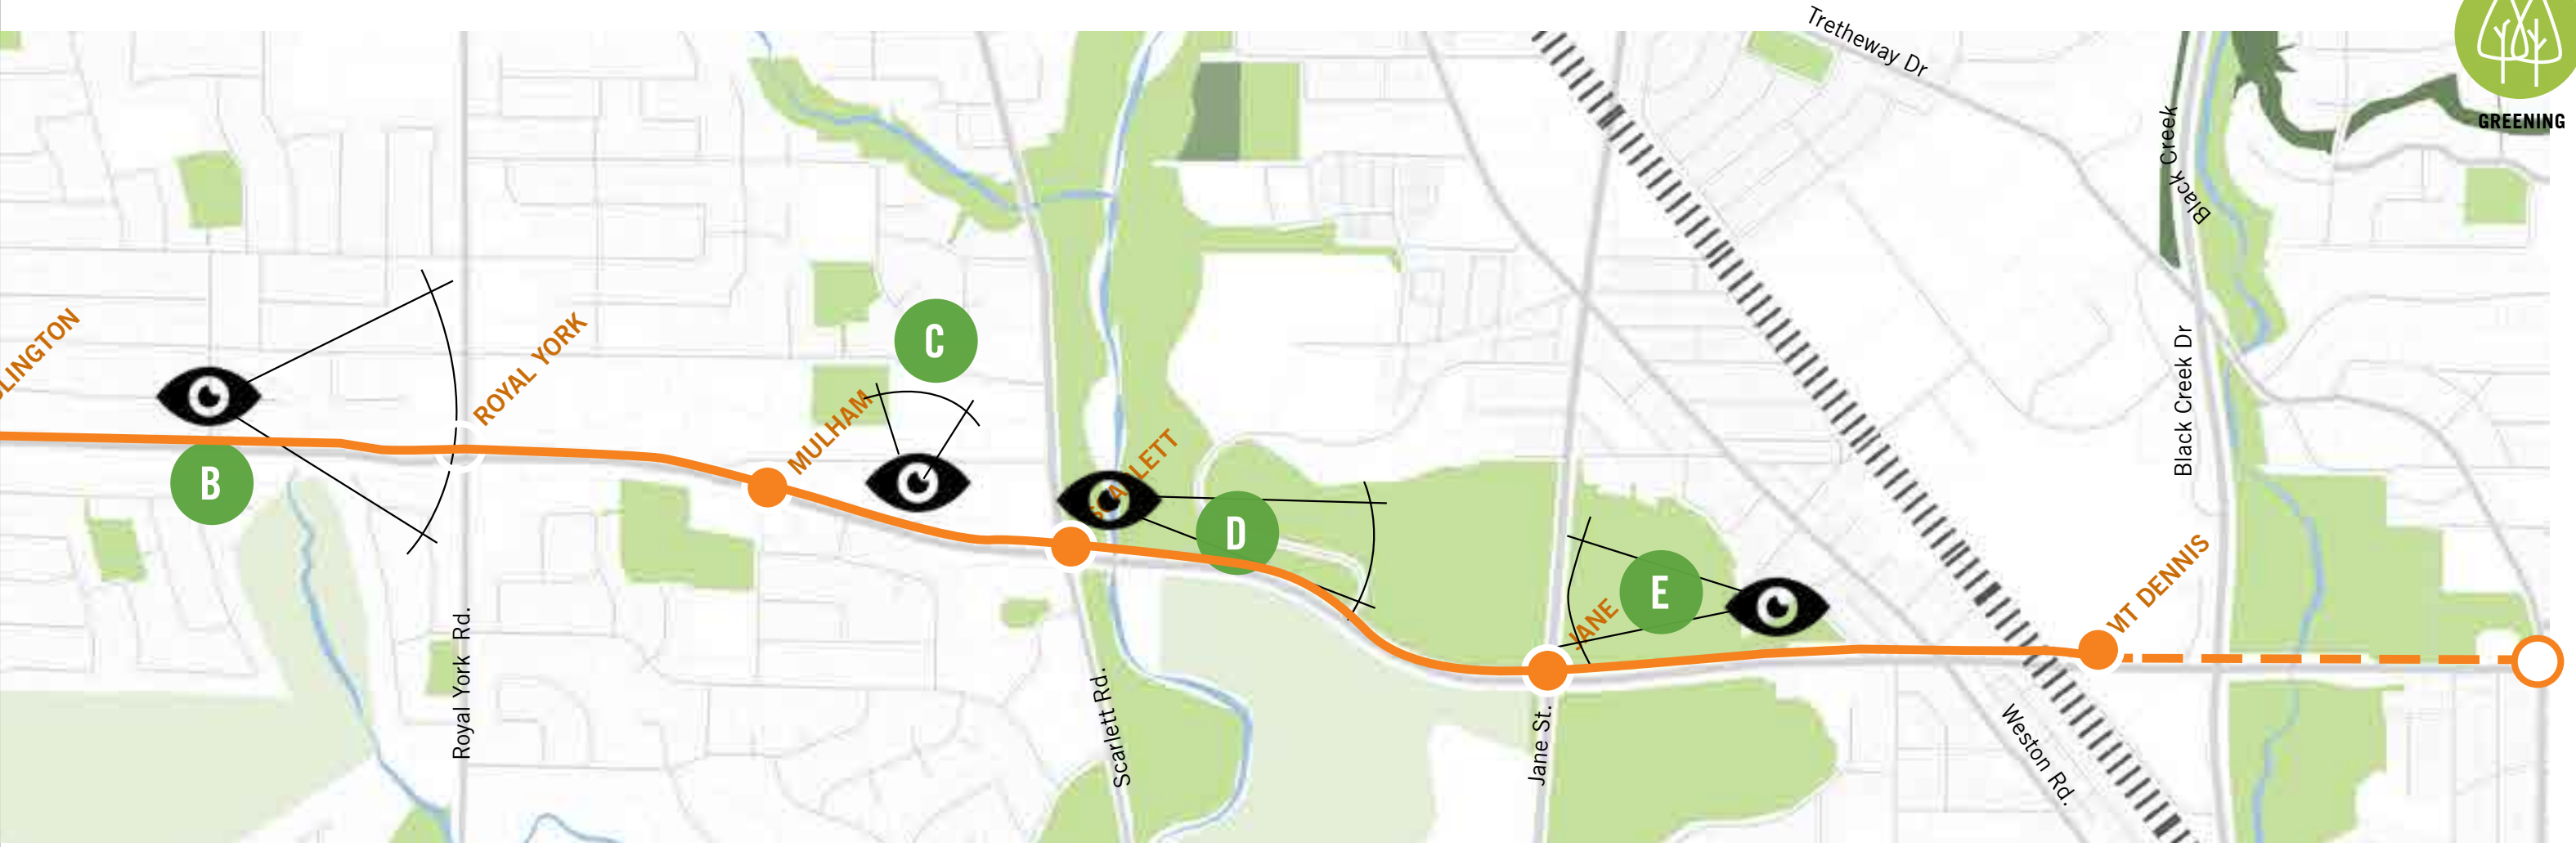 Tretheway Dr
GREENING
Black Creek
LINGTON
ROYAL YORK
C
MULHAM
B
SCARLETT
D
E
JANE
Black Creek Dr
MT DENNIS
Royal York Rd.
Scarlett Rd.
Jane St.
Weston Rd.